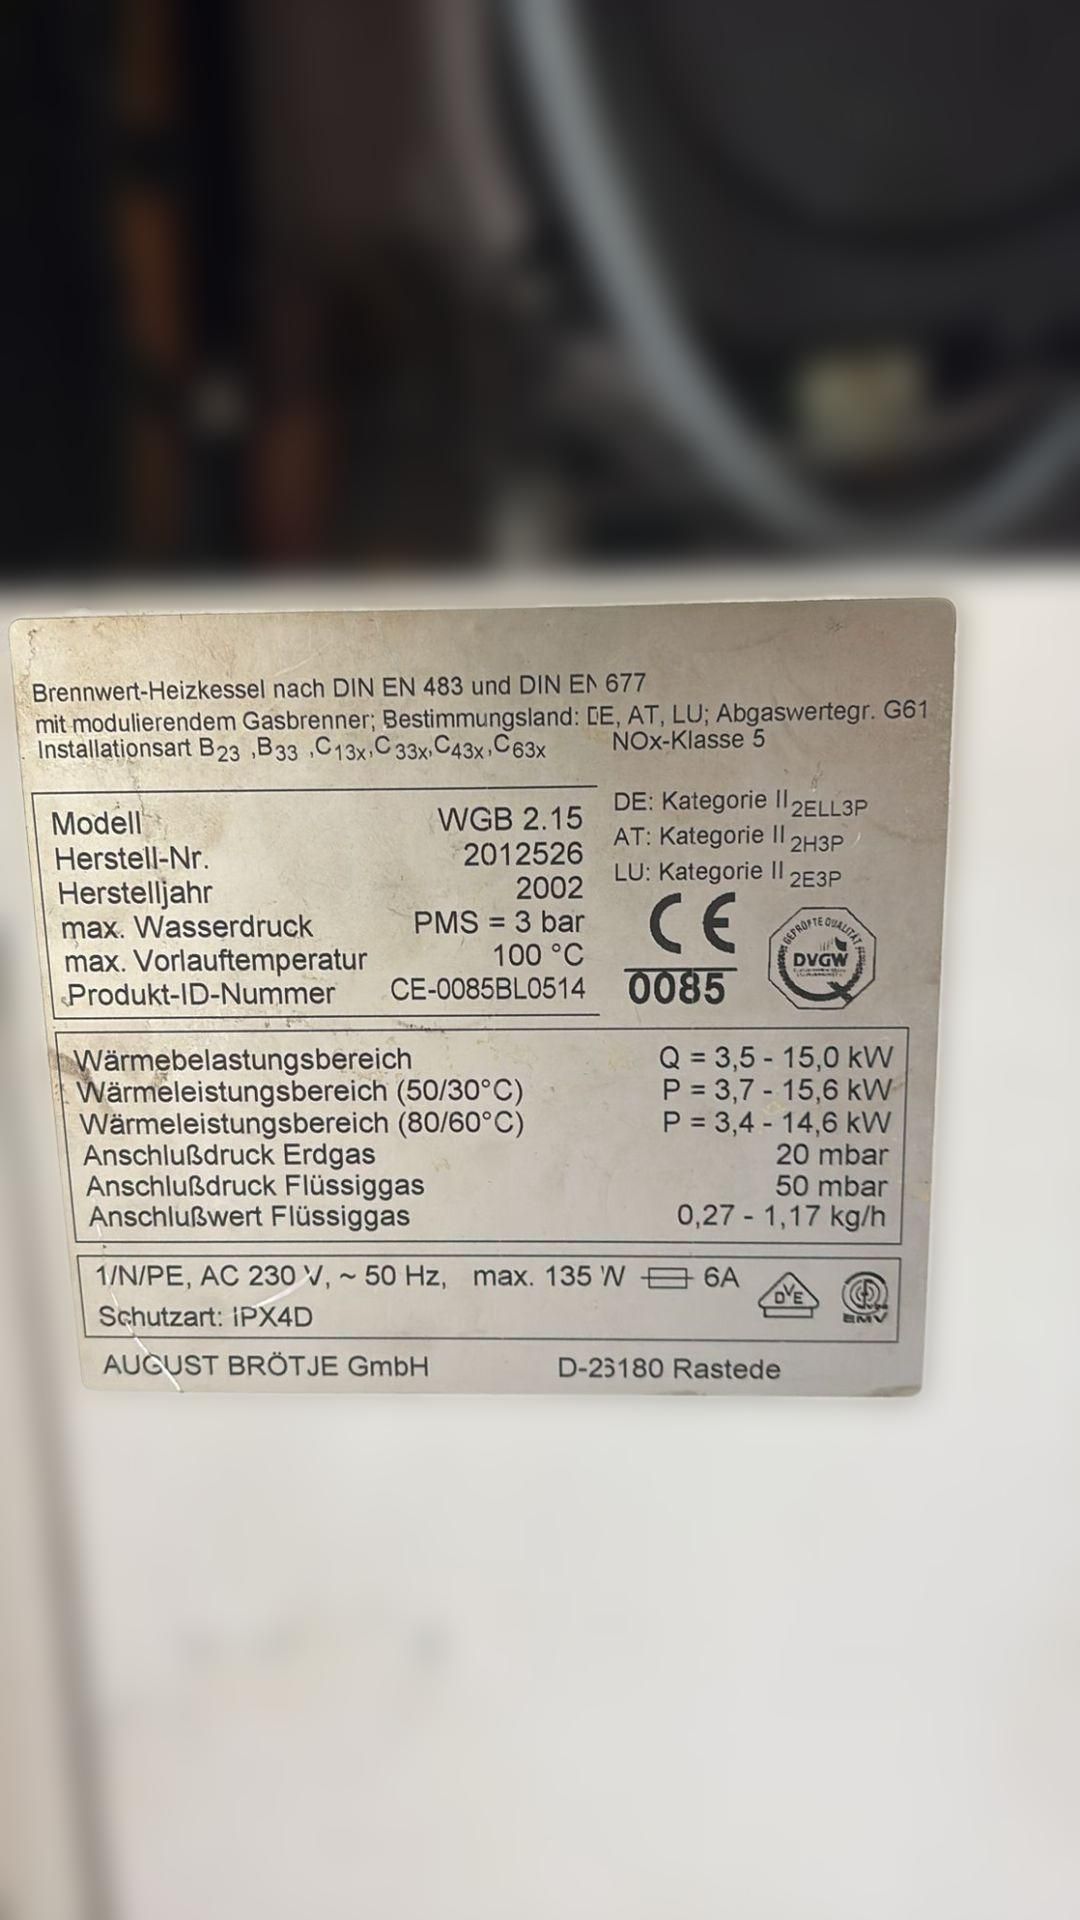 Brennwert-Heizkessel nach DIN EN 483 und DIN EN 677
mit modulierendem Gasbrenner; Bestimmungsland: DE, AT, LU; Abgaswertegr. G61
Installationsart B23 ,B33 ,C13x,C33x,C43x,C63x NOx-Klasse 5
Modell WGB 2.15
Herstell-Nr. 2012526
Herstelljahr 2002
max. Wasserdruck PMS = 3 bar
max. Vorlauftemperatur 100 °C
Produkt-ID-Nummer CE-0085BL0514
DE: Kategorie II2ELL3P
AT: Kategorie II2H3P
LU: Kategorie II2E3P
CE
0085
GEPRÜFTE QUALITÄT
DVGW
Wärmebelastungsbereich Q = 3,5 - 15,0 kW
Wärmeleistungsbereich (50/30°C) P = 3,7 - 15,6 kW
Wärmeleistungsbereich (80/60°C) P = 3,4 - 14,6 kW
Anschlußdruck Erdgas 20 mbar
Anschlußdruck Flüssiggas 50 mbar
Anschlußwert Flüssiggas 0,27 - 1,17 kg/h
1/N/PE, AC 230 V, ~ 50 Hz, max. 135 W 6A
DVE
EMV
Schutzart: IPX4D
AUGUST BRÖTJE GmbH D-26180 Rastede